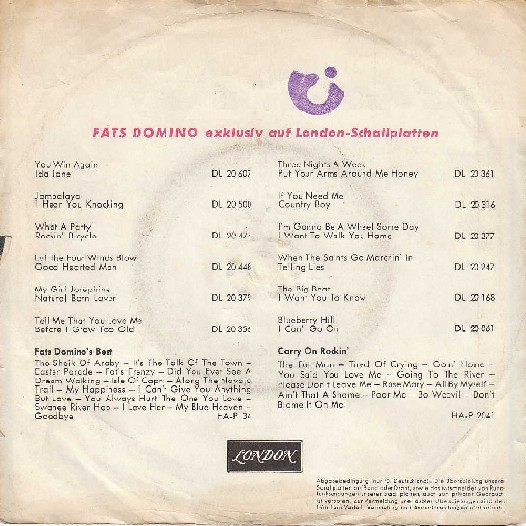 FATS DOMINO exklusiv auf London-Schallplatten
You Win Again
Ida Jane DL 20 607
Jambalaya
I Hear You Knocking DL 20 500
What A Party
Rockin' Bicycle
Let The Four Winds Blow
Good Hearted Man DL 20 448
My Girl Josephine
Natural Born Lover DL 20 375
Tell Me That You Love Me
Before I Grow Too Old DL 20 356
Three Nights A Week
Put Your Arms Around Me Honey DL 20 361
If You Need Me
Country Boy DL 20 316
I'm Gonna Be A Wheel Some Day
I Want To Walk You Home DL 20 277
When The Saints Go Marchin' In
Telling Lies DL 20 247
The Big Beat
I Want You To Know DL 20 168
Blueberry Hill
I Can't Go On DL 20 061
Fats Domino's Best
The Sheik Of Araby – It's The Talk Of The Town –
Easter Parade – Fat's Frenzy – Did You Ever See A
Dream Walking – Isle Of Capri – Along The Navajo
Trail – My Happiness – I Can't Give You Anything
But Love – You Always Hurt The One You Love –
Swanee River Hop – I Love Her – My Blue Heaven –
Goodbye HA-P
Carry On Rockin'
The Fat Man – Tired Of Crying – Goin' Home –
You Said You Love Me – Going To The River –
Please Don't Leave Me – Rose Mary – All By Myself –
Ain't That A Shame – Poor Me – Bo Weevil – Don't
Blame It On Me
HA-P 2041
LONDON